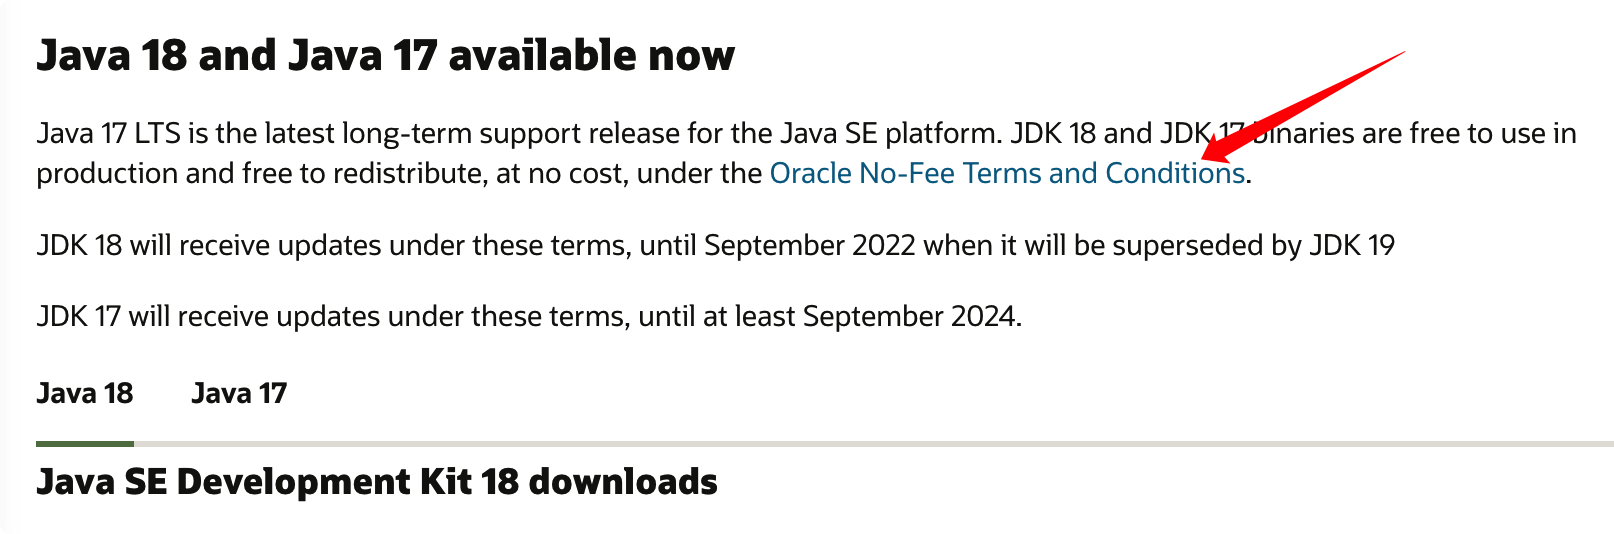 Java 18 and Java 17 available now
Java 17 LTS is the latest long-term support release for the Java SE platform. JDK 18 and JDK 17 binaries are free to use in
production and free to redistribute, at no cost, under the Oracle No-Fee Terms and Conditions.
JDK 18 will receive updates under these terms, until September 2022 when it will be superseded by JDK 19
JDK 17 will receive updates under these terms, until at least September 2024.
Java 18 Java 17
Java SE Development Kit 18 downloads